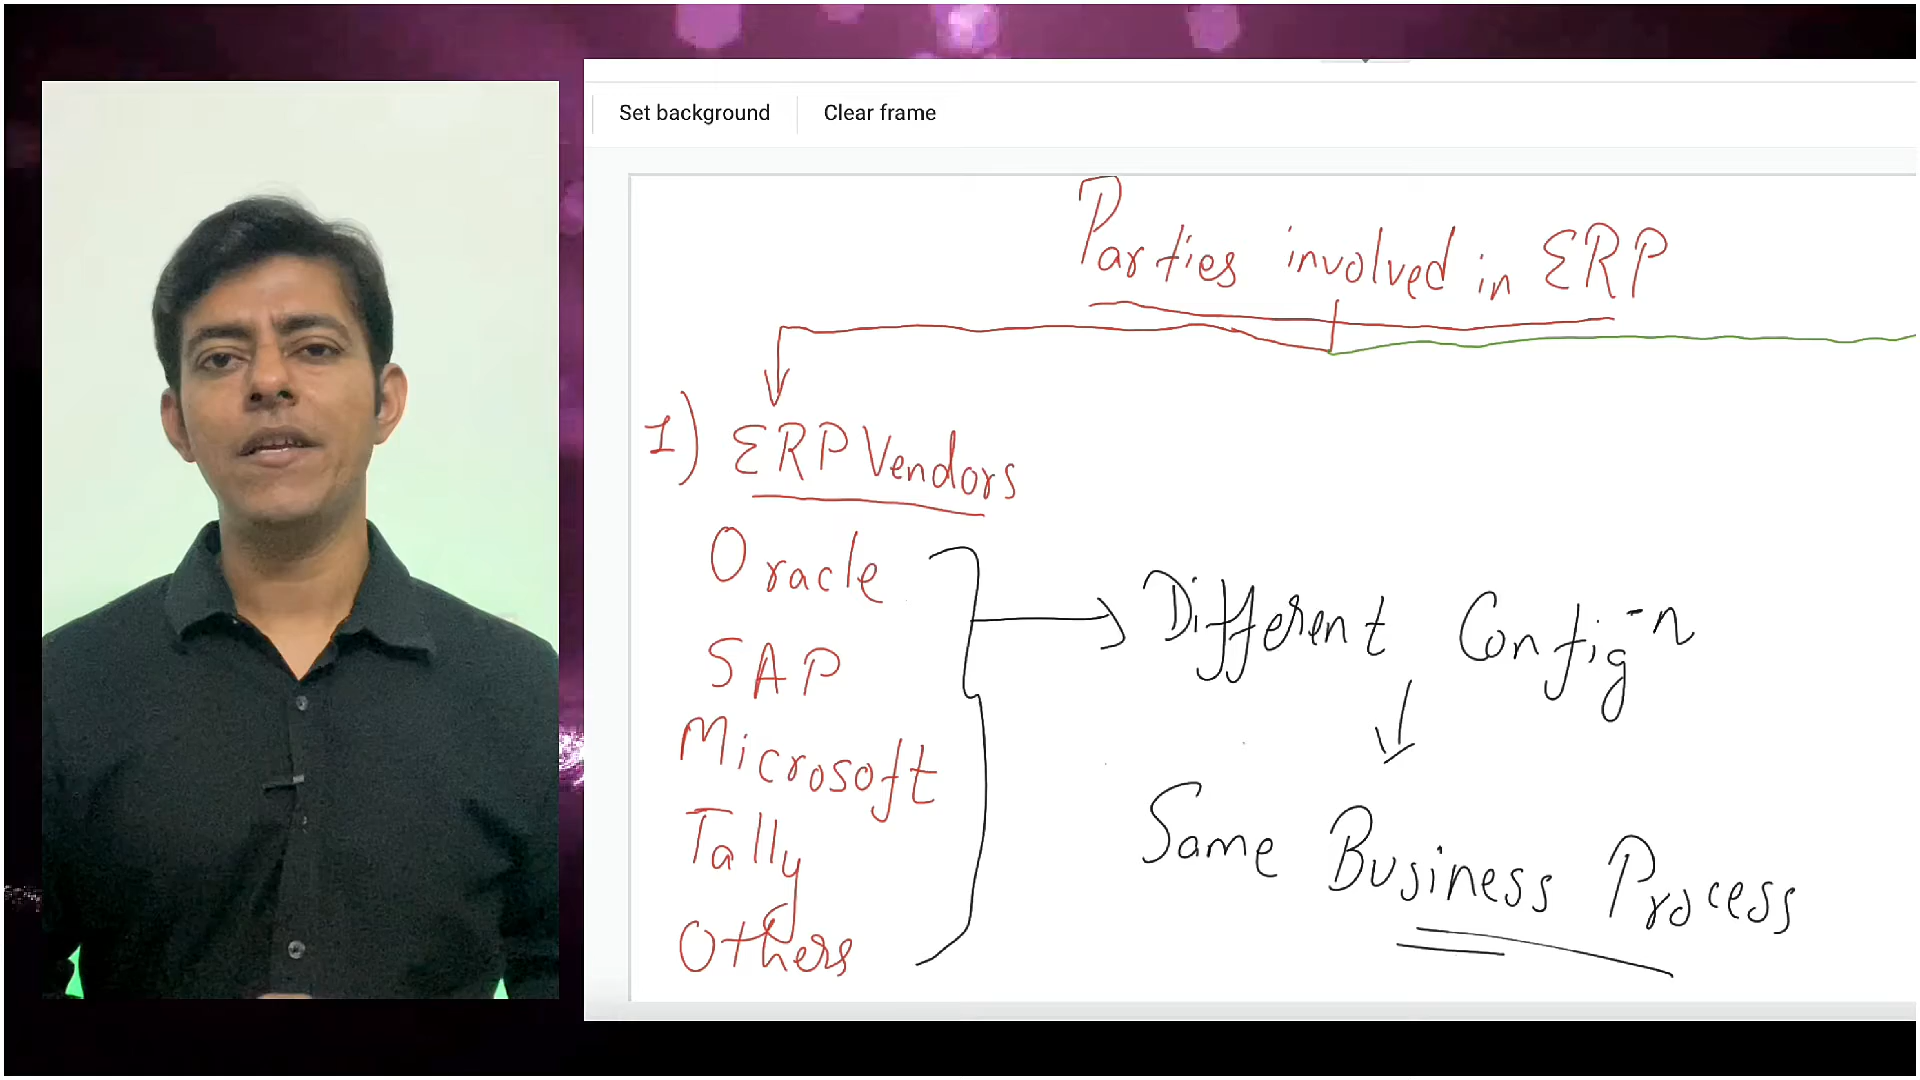 Set background Clear frame
Parties involved in ERP
1) ERP Vendors
Oracle
SAP
Microsoft
Tally
Others
Different Config-n
Same Business Process